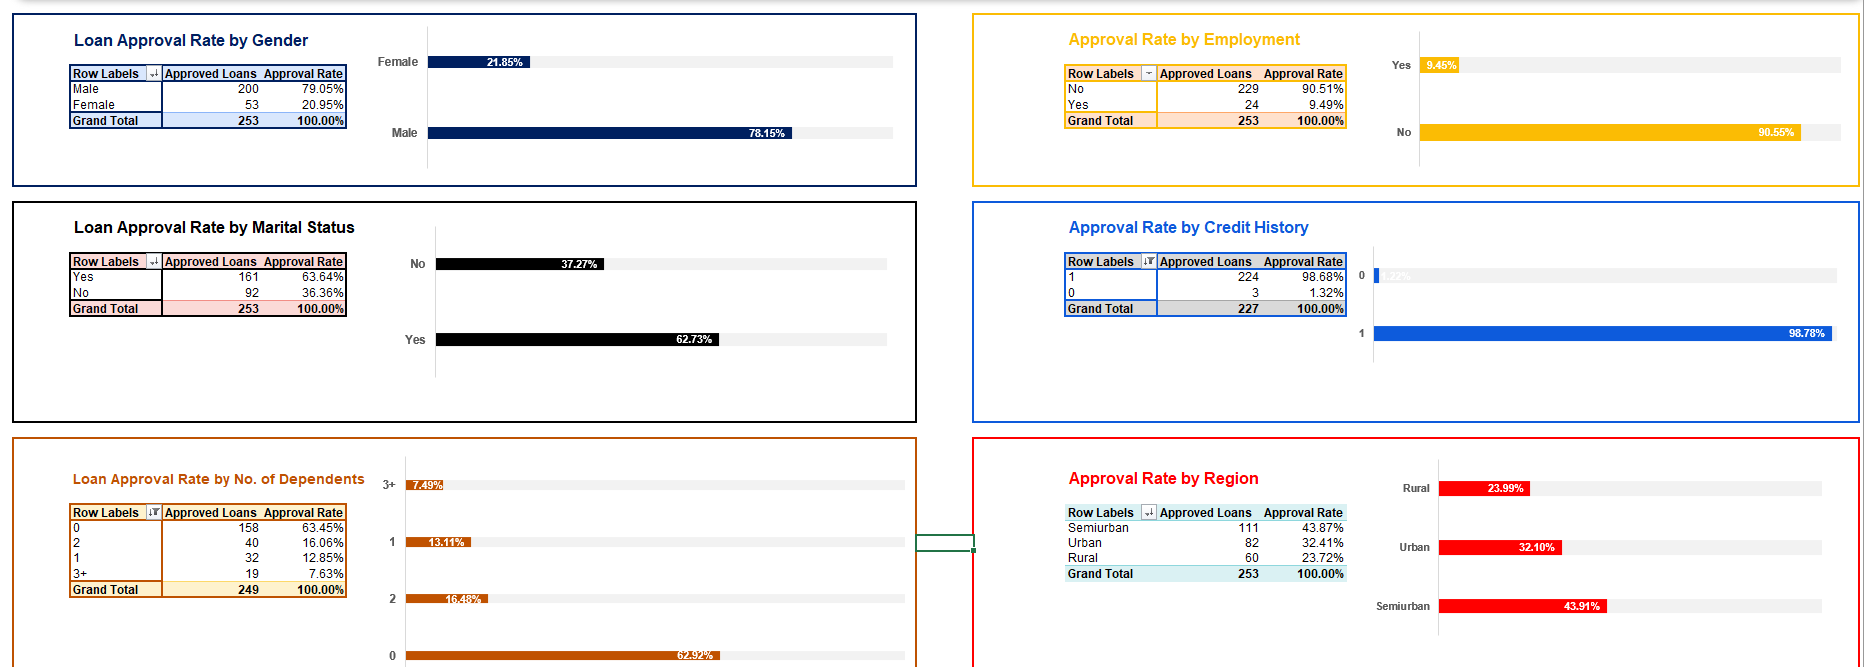 Loan Approval Rate by Gender
Row Labels Approved Loans Approval Rate
Male 200 79.05%
Female 53 20.95%
Grand Total 253 100.00%
Female 21.85%
Male 78.15%
Approval Rate by Employment
Row Labels Approved Loans Approval Rate
No 229 90.51%
Yes 24 9.49%
Grand Total 253 100.00%
Yes 9.45%
No 90.55%
Loan Approval Rate by Marital Status
Row Labels Approved Loans Approval Rate
Yes 161 63.64%
No 92 36.36%
Grand Total 253 100.00%
No 37.27%
Yes 62.73%
Approval Rate by Credit History
Row Labels Approved Loans Approval Rate
1 224 98.68%
0 3 1.32%
Grand Total 227 100.00%
0
1 98.78%
Loan Approval Rate by No. of Dependents
Row Labels Approved Loans Approval Rate
0 158 63.45%
2 40 16.06%
1 32 12.85%
3+ 19 7.63%
Grand Total 249 100.00%
3+ 7.49%
1 13.11%
2 16.48%
0 62.92%
Approval Rate by Region
Row Labels Approved Loans Approval Rate
Semiurban 111 43.87%
Urban 82 32.41%
Rural 60 23.72%
Grand Total 253 100.00%
Rural 23.99%
Urban 32.10%
Semiurban 43.91%